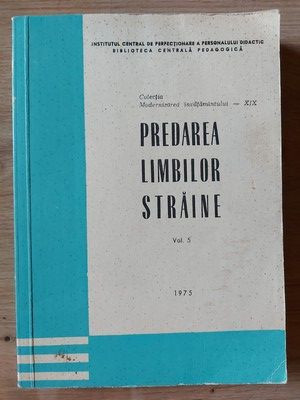 INSTITUTUL CENTRAL DE PERFECȚIONARE A PERSONALULUI DIDACTIC
BIBLIOTECA CENTRALĂ PEDAGOGICĂ
Colecția
Modernizarea învățămîntului — XIX
PREDAREA
LIMBILOR
STRĂINE
Vol. 5
1975